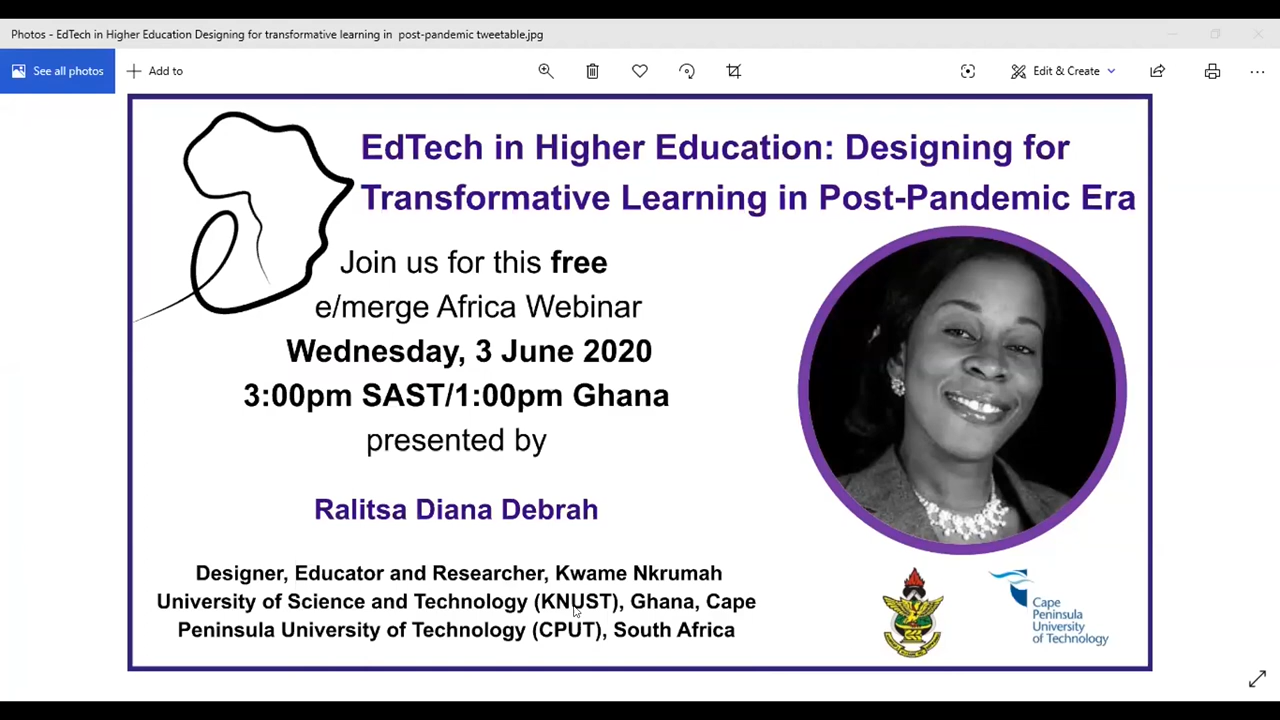 Photos - EdTech in Higher Education Designing for transformative learning in  post-pandemic tweetable.jpg
See all photos
Add to
Edit & Create
EdTech in Higher Education: Designing for
Transformative Learning in Post-Pandemic Era
Join us for this free
e/merge Africa Webinar
Wednesday, 3 June 2020
3:00pm SAST/1:00pm Ghana
presented by
Ralitsa Diana Debrah
Designer, Educator and Researcher, Kwame Nkrumah
University of Science and Technology (KNUST), Ghana, Cape
Peninsula University of Technology (CPUT), South Africa
Cape
Peninsula
University
of Technology